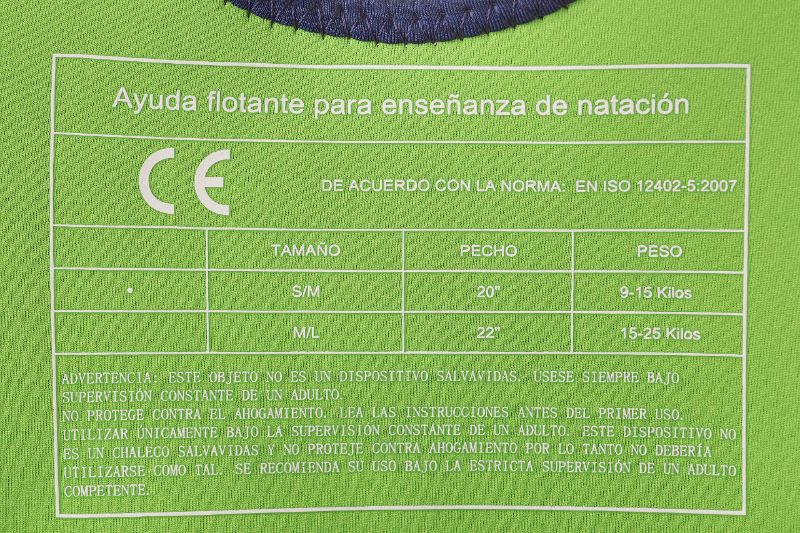 Ayuda flotante para enseñanza de natación
CE DE ACUERDO CON LA NORMA: EN ISO 12402-5:2007
TAMAÑO PECHO PESO
• S/M 20" 9-15 Kilos
M/L 22" 15-25 Kilos
ADVERTENCIA: ESTE OBJETO NO ES UN DISPOSITIVO SALVAVIDAS. ÚSESE SIEMPRE BAJO
SUPERVISIÓN CONSTANTE DE UN ADULTO.
NO PROTEGE CONTRA EL AHOGAMIENTO. LEA LAS INSTRUCCIONES ANTES DEL PRIMER USO.
UTILIZAR ÚNICAMENTE BAJO LA SUPERVISIÓN CONSTANTE DE UN ADULTO. ESTE DISPOSITIVO NO
ES UN CHALECO SALVAVIDAS Y NO PROTEJE CONTRA AHOGAMIENTO POR LO TANTO NO DEBERÍA
UTILIZARSE COMO TAL. SE RECOMIENDA SU USO BAJO LA ESTRICTA SUPERVISIÓN DE UN ADULTO
COMPETENTE.